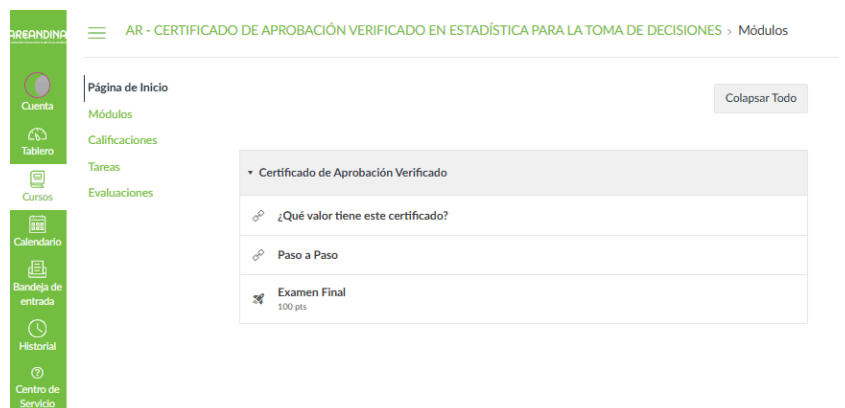 AREANDINA
AR - CERTIFICADO DE APROBACIÓN VERIFICADO EN ESTADÍSTICA PARA LA TOMA DE DECISIONES › Módulos
Cuenta
Tablero
Cursos
Calendario
Bandeja de
entrada
Historial
Centro de
Servicio
Página de Inicio
Módulos
Calificaciones
Tareas
Evaluaciones
Colapsar Todo
Certificado de Aprobación Verificado
¿Qué valor tiene este certificado?
Paso a Paso
Examen Final
100 pts